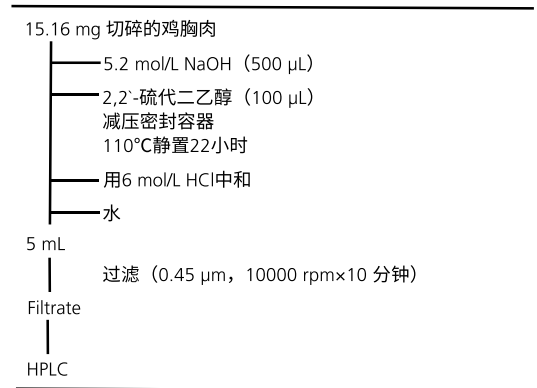 15.16 mg 切碎的鸡胸肉
5.2 mol/L NaOH（500 μL）
2,2`-硫代二乙醇（100 μL）
减压密封容器
110℃静置22小时
用6 mol/L HCl中和
水
5 mL
过滤（0.45 μm，10000 rpm×10 分钟）
Filtrate
HPLC